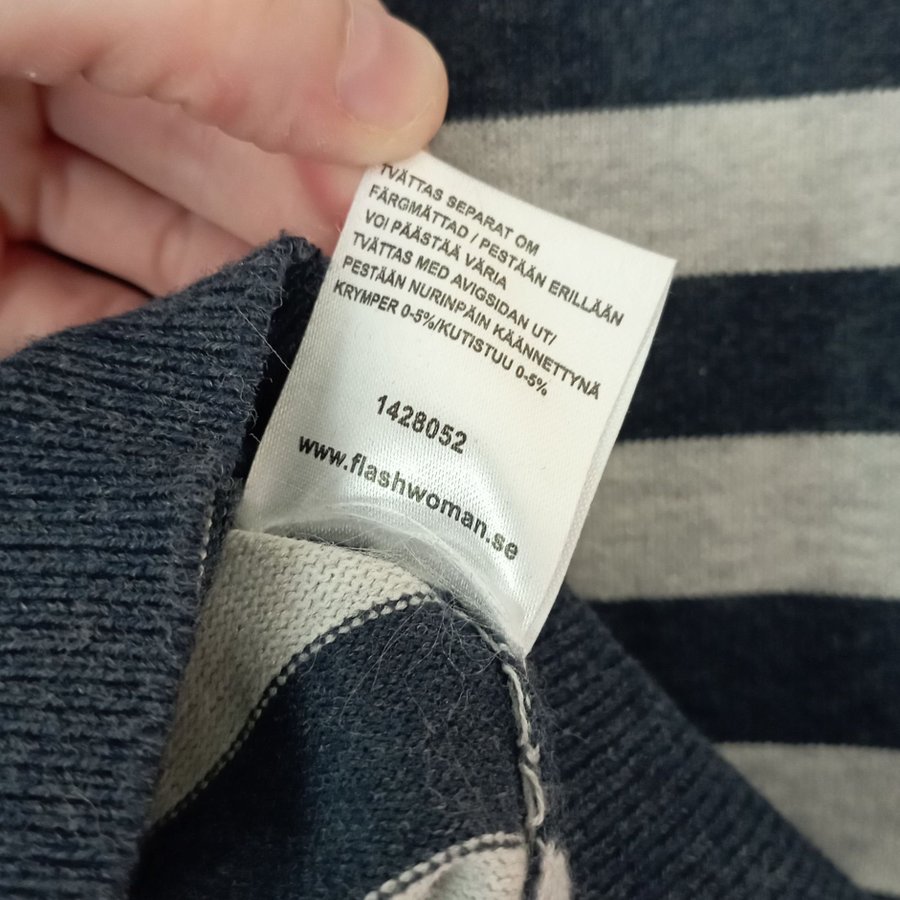 TVÄTTAS SEPARAT OM
FÄRGMÄTTAD / PESTÄÄN ERILLÄÄN
VOI PÄÄSTÄÄ VÄRIA
TVÄTTAS MED AVIGSIDAN UT/
PESTÄÄN NURINPÄIN KÄÄNNETTYNÄ
KRYMPER 0-5%/KUTISTUU 0-5%
1428052
www.flashwoman.se